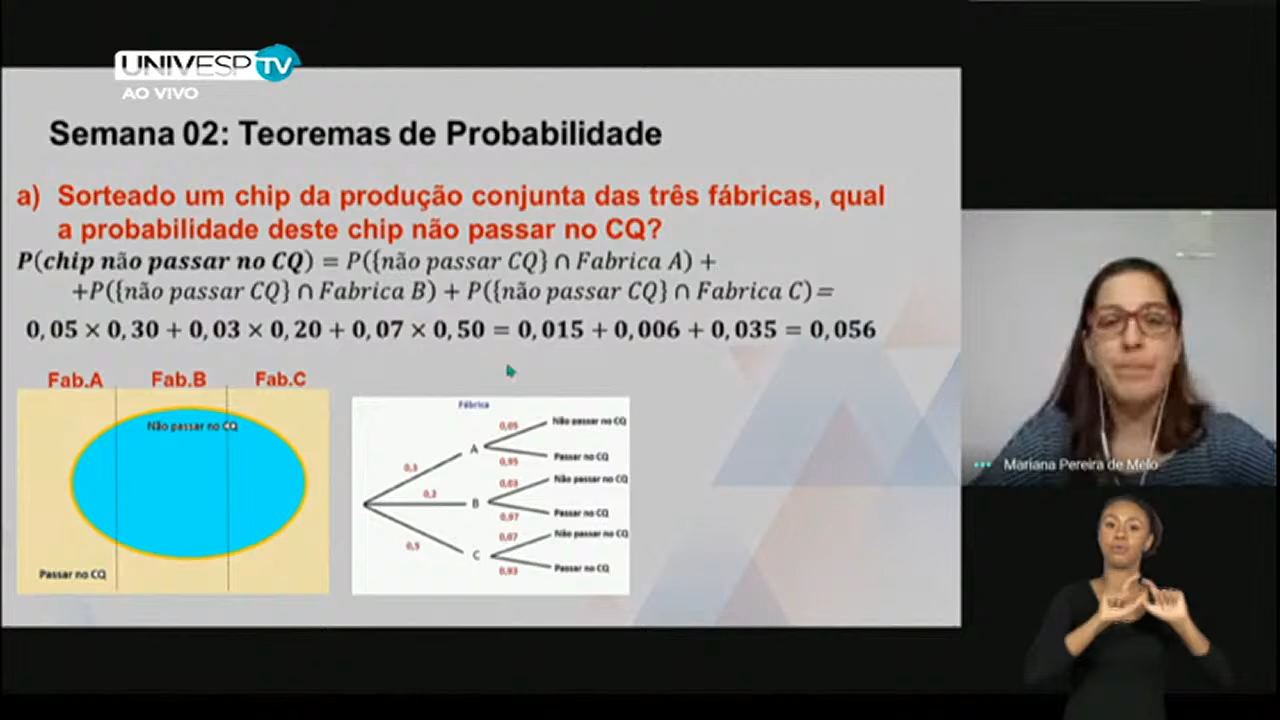 UNIVESP TV
AO VIVO
Semana 02: Teoremas de Probabilidade
a) Sorteado um chip da produção conjunta das três fábricas, qual
a probabilidade deste chip não passar no CQ?
P(chip não passar no CQ) = P({não passar CQ} ∩ Fabrica A) +
+P({não passar CQ} ∩ Fabrica B) + P({não passar CQ} ∩ Fabrica C) =
0,05 × 0,30 + 0,03 × 0,20 + 0,07 × 0,50 = 0,015 + 0,006 + 0,035 = 0,056
Fab.A Fab.B Fab.C
Não passar no CQ
Passar no CQ
Fábrica
0,05 Não passar no CQ
A
0,3
0,95 Passar no CQ
0,03 Não passar no CQ
0,2
B
0,97 Passar no CQ
0,07 Não passar no CQ
0,5
C
0,93 Passar no CQ
Mariana Pereira de Melo